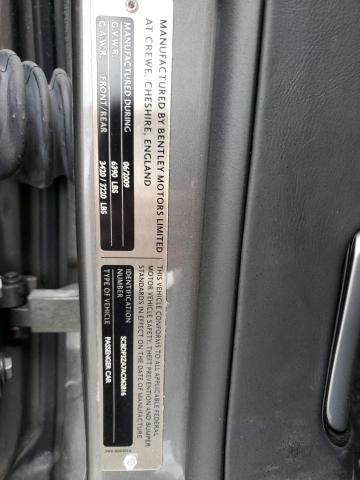 MANUFACTURED BY BENTLEY MOTORS LIMITED
AT CREWE, CHESHIRE, ENGLAND
MANUFACTURED DURING 06/2009
G.V.W.R. 6390 LBS
G.A.W.R. FRONT/REAR 3420 / 3220 LBS
THIS VEHICLE CONFORMS TO ALL APPLICABLE FEDERAL
MOTOR VEHICLE SAFETY, THEFT PREVENTION AND BUMPER
STANDARDS IN EFFECT ON THE DATE OF MANUFACTURE
IDENTIFICATION
NUMBER
TYPE OF VEHICLE PASSENGER CAR